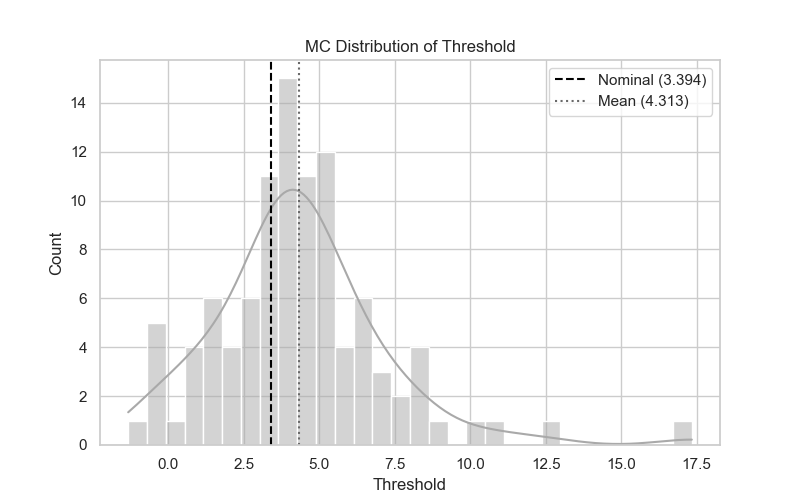 MC Distribution of Threshold
Nominal (3.394)
Mean (4.313)
Count
14
12
10
8
6
4
2
0
0.0 2.5 5.0 7.5 10.0 12.5 15.0 17.5
Threshold